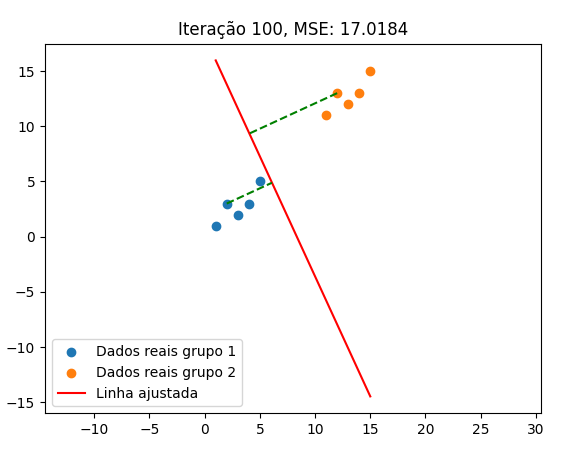 Iteração 100, MSE: 17.0184
15
10
5
0
−5
−10
−15
Dados reais grupo 1
Dados reais grupo 2
Linha ajustada
−10 −5 0 5 10 15 20 25 30